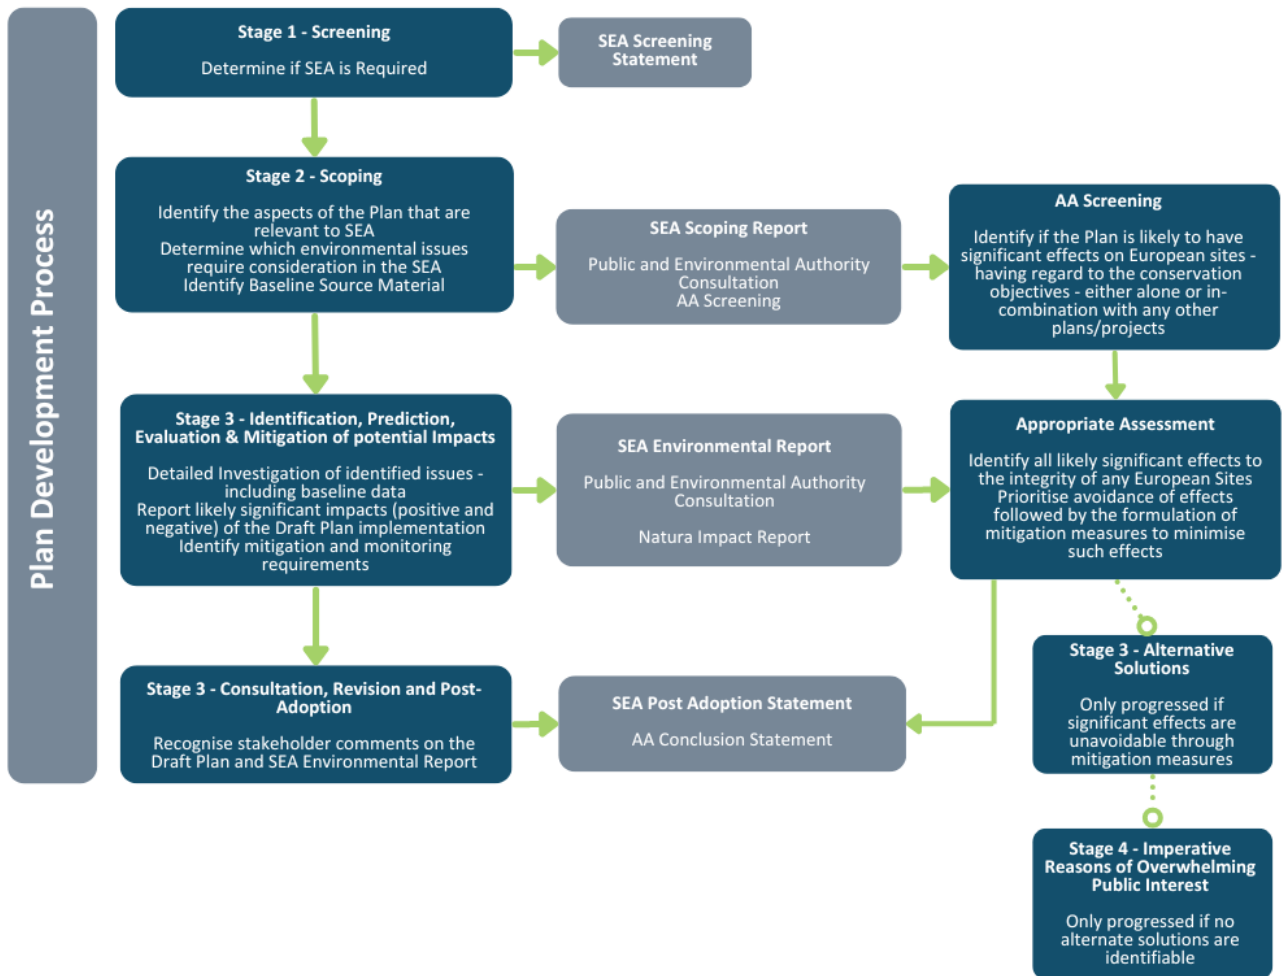 Plan Development Process
Stage 1 - Screening
Determine if SEA is Required
SEA Screening
Statement
Stage 2 - Scoping
Identify the aspects of the Plan that are
relevant to SEA
Determine which environmental issues
require consideration in the SEA
Identify Baseline Source Material
SEA Scoping Report
Public and Environmental Authority
Consultation
AA Screening
AA Screening
Identify if the Plan is likely to have
significant effects on European sites -
having regard to the conservation
objectives - either alone or in-
combination with any other
plans/projects
Stage 3 - Identification, Prediction,
Evaluation & Mitigation of potential Impacts
Detailed Investigation of identified issues -
including baseline data
Report likely significant impacts (positive and
negative) of the Draft Plan implementation
Identify mitigation and monitoring
requirements
SEA Environmental Report
Public and Environmental Authority
Consultation
Natura Impact Report
Appropriate Assessment
Identify all likely significant effects to
the integrity of any European Sites
Prioritise avoidance of effects
followed by the formulation of
mitigation measures to minimise
such effects
Stage 3 - Consultation, Revision and Post-
Adoption
Recognise stakeholder comments on the
Draft Plan and SEA Environmental Report
SEA Post Adoption Statement
AA Conclusion Statement
Stage 3 - Alternative
Solutions
Only progressed if
significant effects are
unavoidable through
mitigation measures
Stage 4 - Imperative
Reasons of Overwhelming
Public Interest
Only progressed if no
alternate solutions are
identifiable